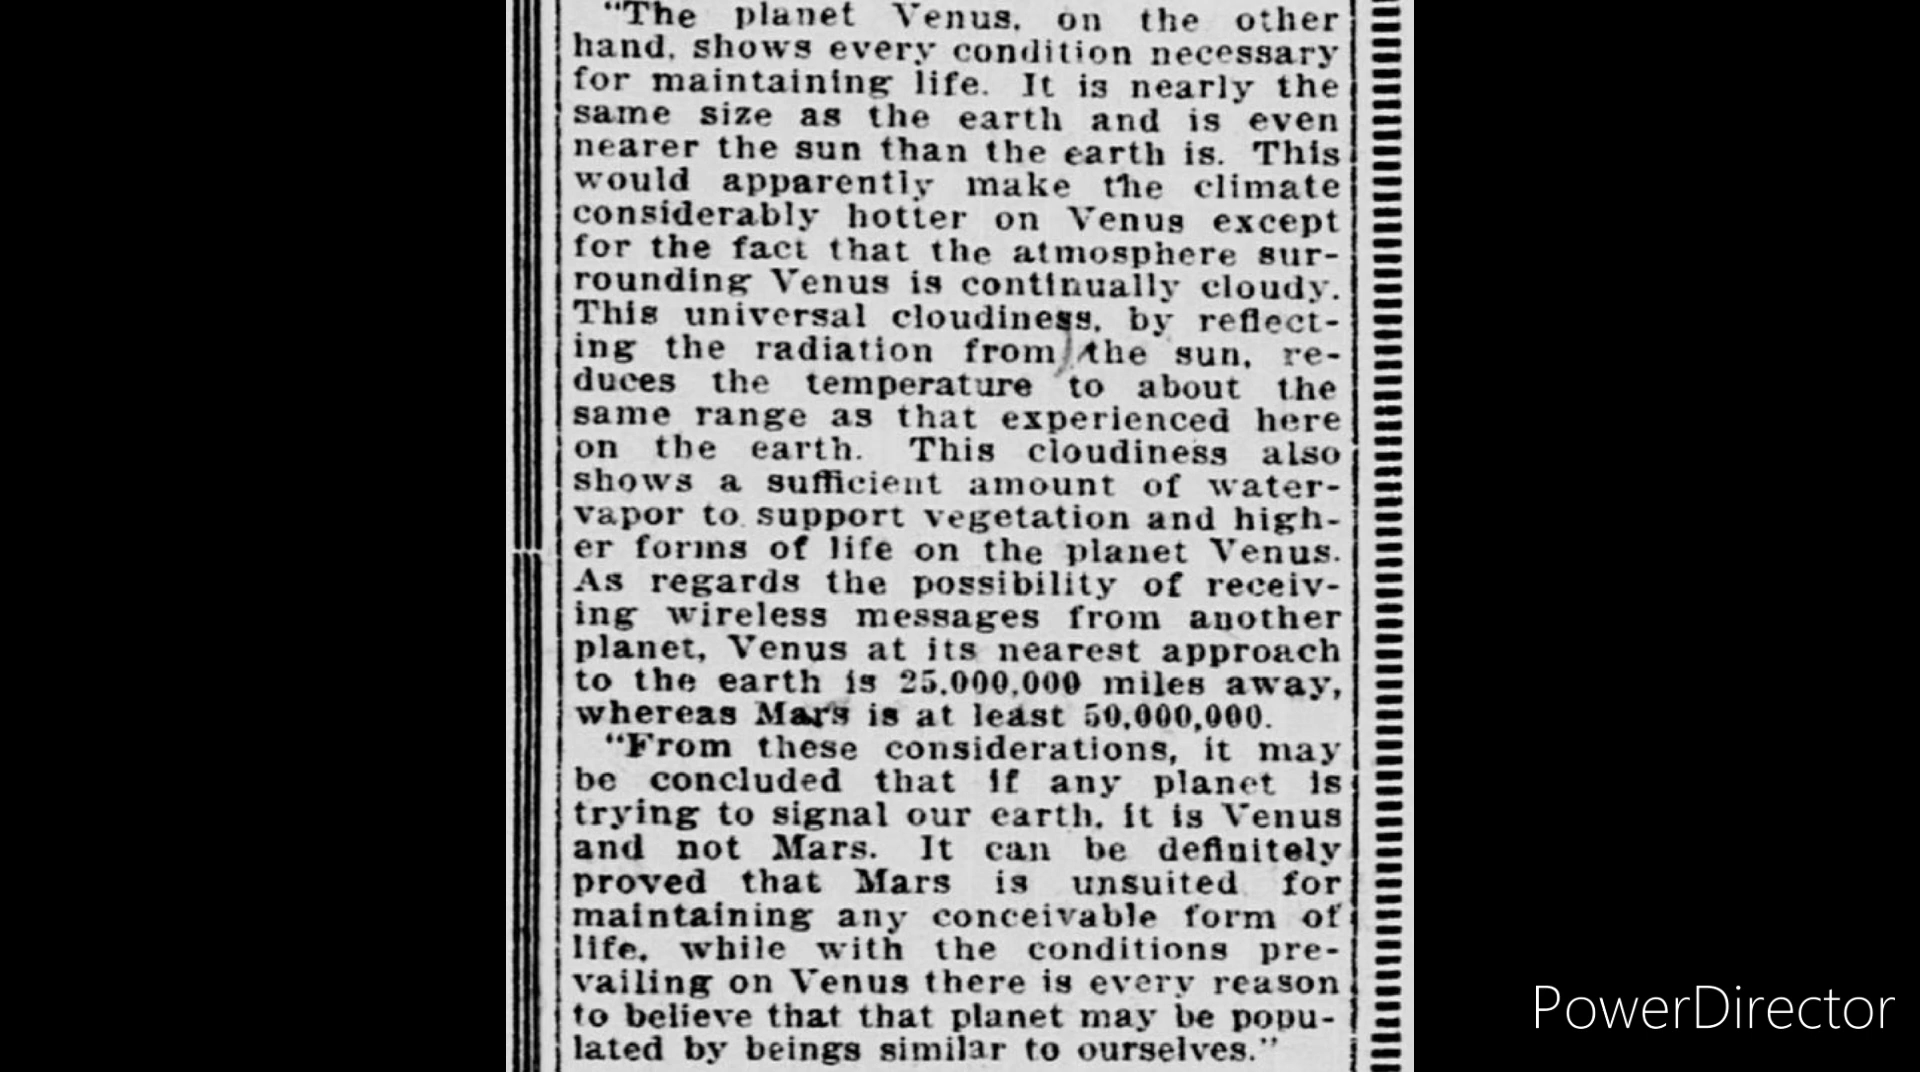 "The planet Venus, on the other
hand, shows every condition necessary
for maintaining life. It is nearly the
same size as the earth and is even
nearer the sun than the earth is. This
would apparently make the climate
considerably hotter on Venus except
for the fact that the atmosphere sur-
rounding Venus is continually cloudy.
This universal cloudiness, by reflect-
ing the radiation from the sun, re-
duces the temperature to about the
same range as that experienced here
on the earth. This cloudiness also
shows a sufficient amount of water-
vapor to support vegetation and high-
er forms of life on the planet Venus.
As regards the possibility of receiv-
ing wireless messages from another
planet, Venus at its nearest approach
to the earth is 25,000,000 miles away,
whereas Mars is at least 50,000,000.
"From these considerations, it may
be concluded that if any planet is
trying to signal our earth, it is Venus
and not Mars. It can be definitely
proved that Mars is unsuited for
maintaining any conceivable form of
life, while with the conditions pre-
vailing on Venus there is every reason
to believe that that planet may be popu-
lated by beings similar to ourselves."
PowerDirector